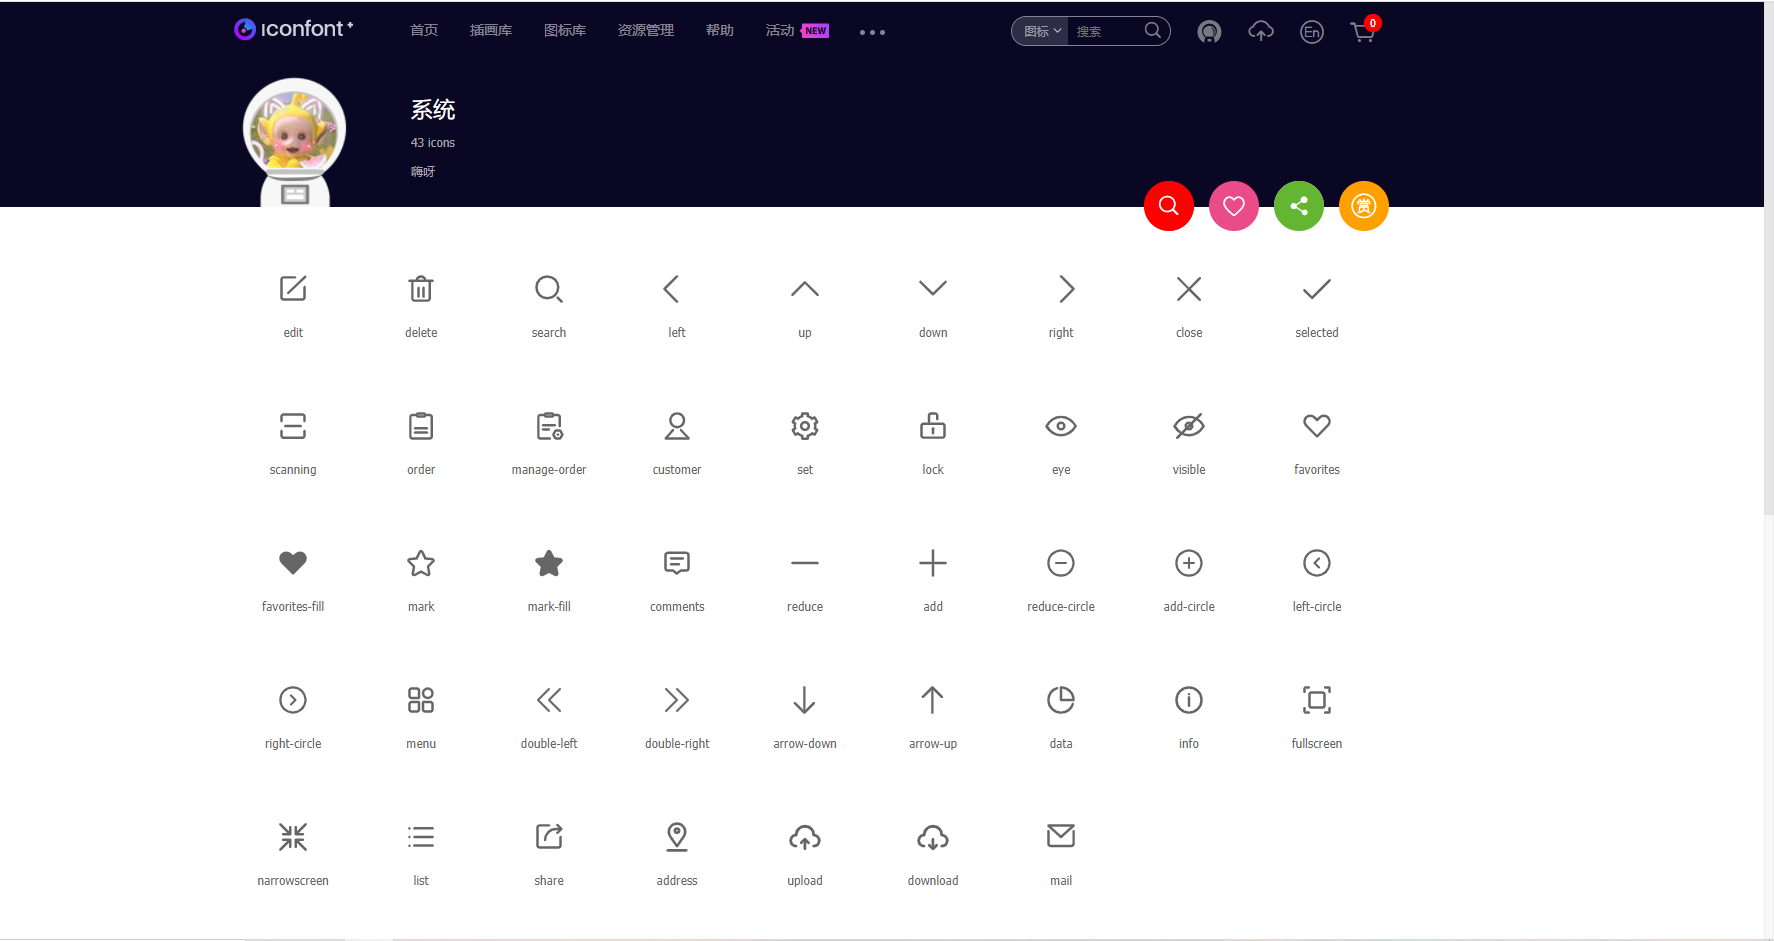 iconfont+ 首页 插画库 图标库 资源管理 帮助 活动 NEW 图标 搜索 En 0
系统
43 icons
嗨呀
赏
edit delete search left up down right close selected
scanning order manage-order customer set lock eye visible favorites
favorites-fill mark mark-fill comments reduce add reduce-circle add-circle left-circle
right-circle menu double-left double-right arrow-down arrow-up data info fullscreen
narrowscreen list share address upload download mail